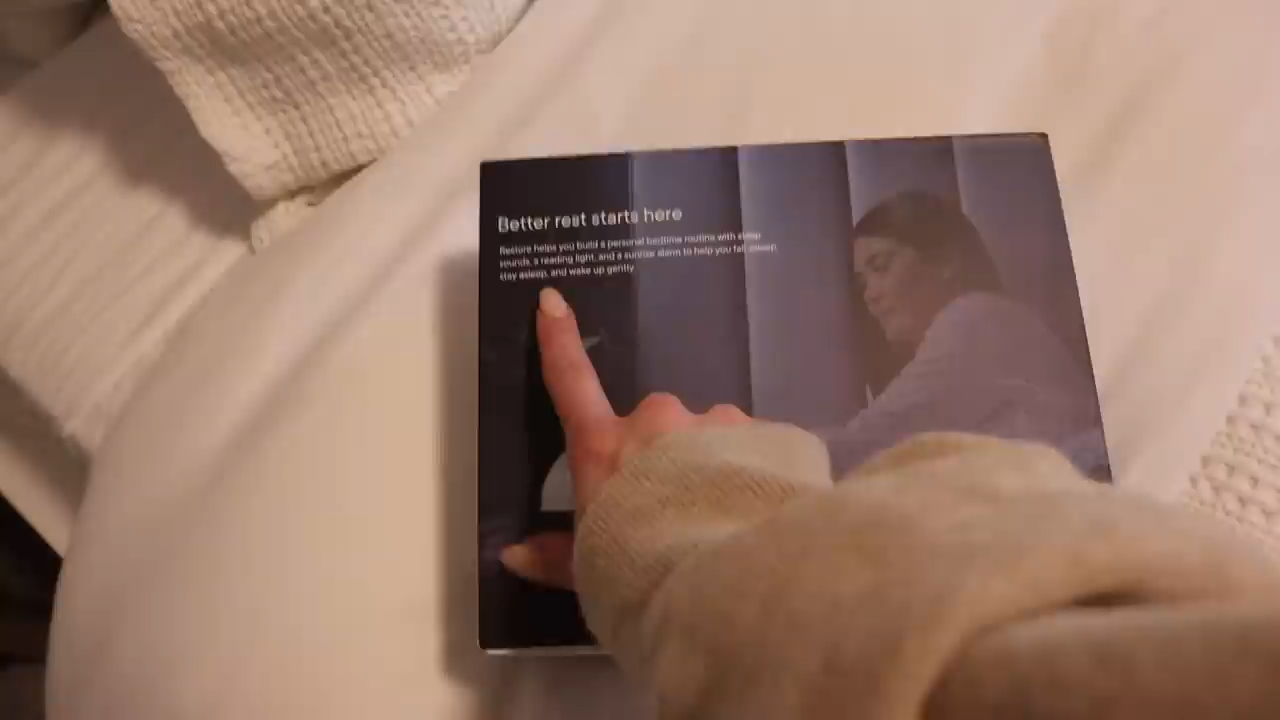 Better rest starts here
Restore helps you build a personal bedtime routine with sleep
sounds, a reading light, and a sunrise alarm to help you fall asleep,
stay asleep, and wake up gently